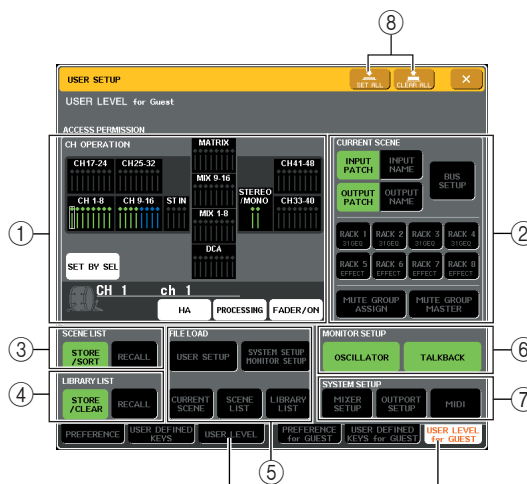 8
USER SETUP
SET ALL
CLEAR ALL
×
USER LEVEL for Guest
ACCESS PERMISSION
CH OPERATION
MATRIX
CH17-24
CH25-32
CH41-48
MIX 9-16
CH 1-8
CH 9-16
ST IN
STEREO
/MONO
CH33-40
MIX 1-8
DCA
SET BY SEL
CH 1
ch 1
HA
PROCESSING
FADER/ON
1
CURRENT SCENE
INPUT
PATCH
INPUT
NAME
BUS
SETUP
OUTPUT
PATCH
OUTPUT
NAME
RACK 1
31GEQ
RACK 2
31GEQ
RACK 3
31GEQ
RACK 4
31GEQ
RACK 5
EFFECT
RACK 6
EFFECT
RACK 7
EFFECT
RACK 8
EFFECT
MUTE GROUP
ASSIGN
MUTE GROUP
MASTER
2
SCENE LIST
STORE
/SORT
RECALL
3
LIBRARY LIST
STORE
/CLEAR
RECALL
4
FILE LOAD
USER SETUP
SYSTEM SETUP
MONITOR SETUP
CURRENT
SCENE
SCENE
LIST
LIBRARY
LIST
5
MONITOR SETUP
OSCILLATOR
TALKBACK
6
SYSTEM SETUP
MIXER
SETUP
OUTPORT
SETUP
MIDI
7
PREFERENCE
USER DEFINED
KEYS
USER LEVEL
PREFERENCE
for GUEST
USER DEFINED
KEYS for GUEST
USER LEVEL
for GUEST